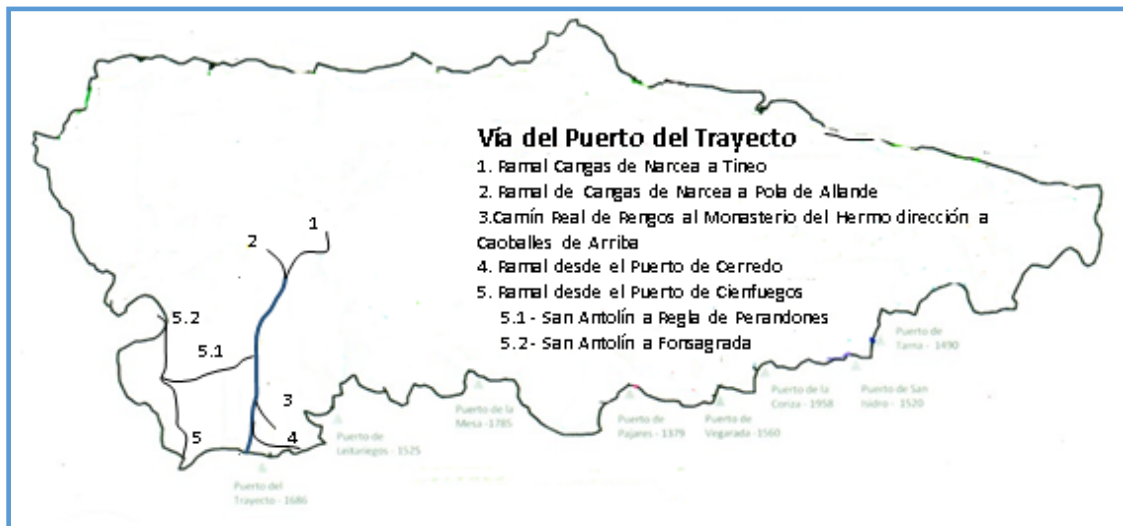 Vía del Puerto del Trayecto
1. Ramal Cangas de Narcea a Tineo
2. Ramal de Cangas de Narcea a Pola de Allande
3.Camín Real de Rengos al Monasterio del Hermo dirección a
Caoballes de Arriba
4. Ramal desde el Puerto de Cerredo
5. Ramal desde el Puerto de Cienfuegos
5.1- San Antolín a Regla de Perandones
5.2- San Antolín a Fonsagrada
1
2
5.2
5.1
3
4
5
Puerto de
Tarna - 1490
Puerto de San
Isidro - 1520
Puerto de la
Coriza - 1958
Puerto de
Vegarada - 1560
Puerto de
Pajares - 1379
Puerto de la
Mesa -1785
Puerto de
Leitariegos - 1525
Puerto del
Trayecto - 1686